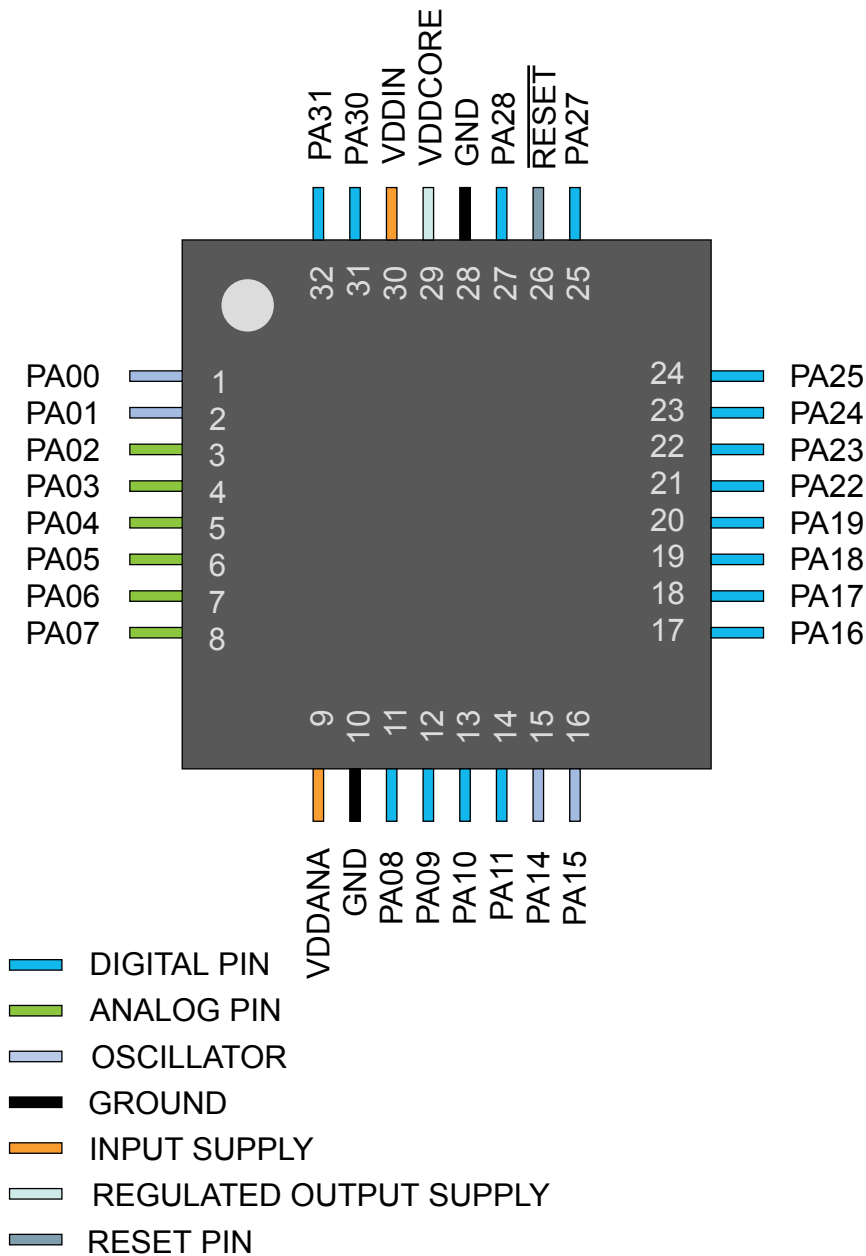 PA31
PA30
VDDIN
VDDCORE
GND
PA28
RESET
PA27
32
31
30
29
28
27
26
25
PA00 1
PA01 2
PA02 3
PA03 4
PA04 5
PA05 6
PA06 7
PA07 8
24 PA25
23 PA24
22 PA23
21 PA22
20 PA19
19 PA18
18 PA17
17 PA16
9
10
11
12
13
14
15
16
VDDANA
GND
PA08
PA09
PA10
PA11
PA14
PA15
DIGITAL PIN
ANALOG PIN
OSCILLATOR
GROUND
INPUT SUPPLY
REGULATED OUTPUT SUPPLY
RESET PIN